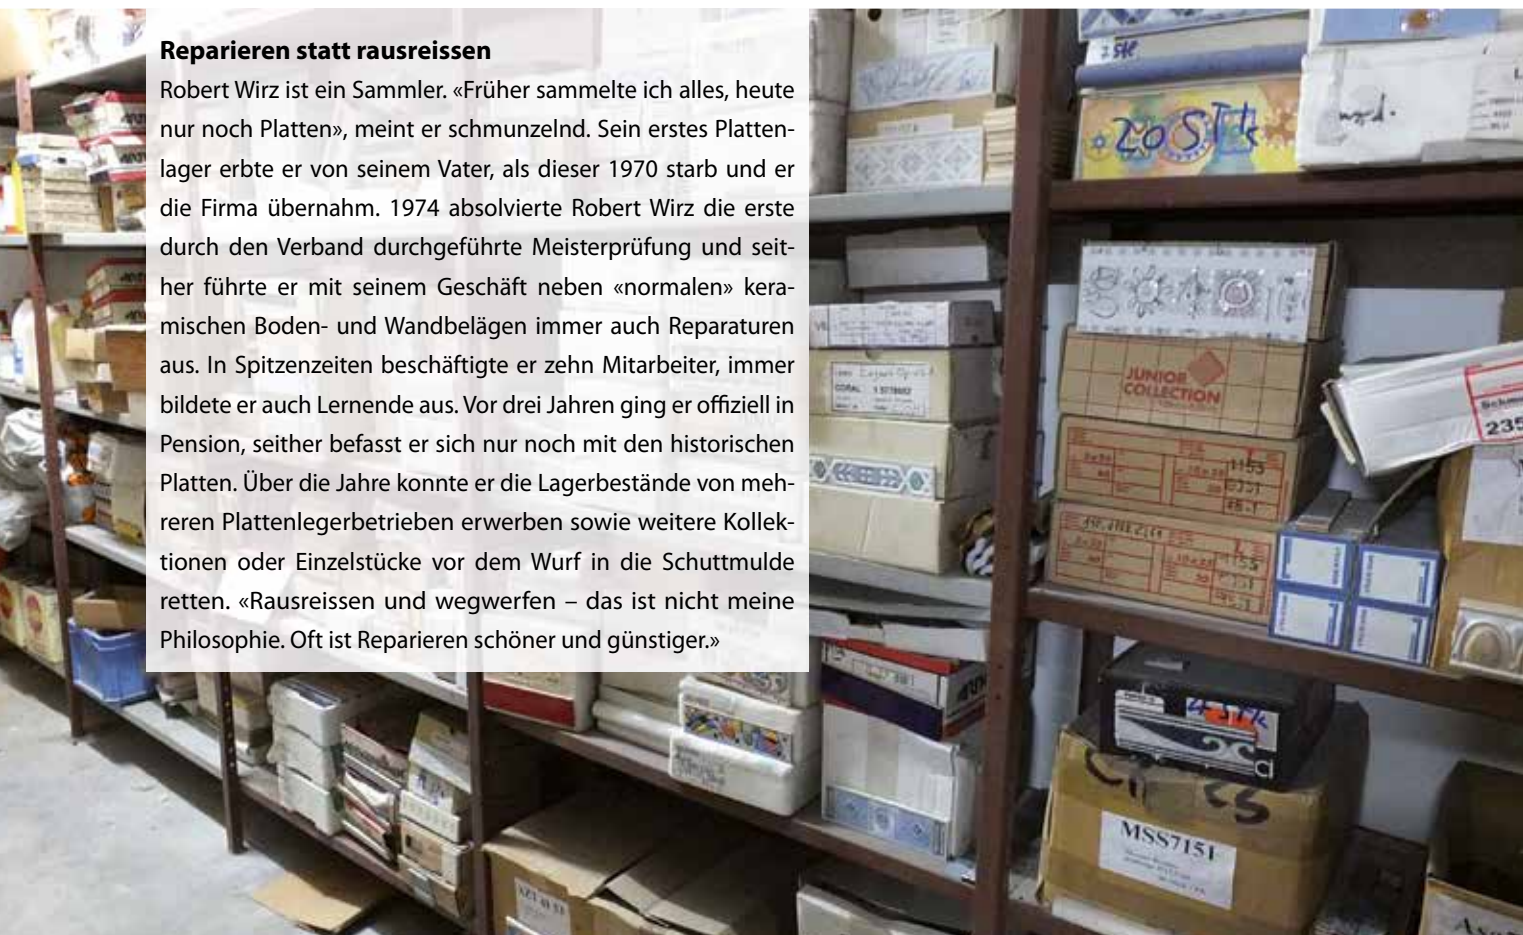 Reparieren statt rausreissen
Robert Wirz ist ein Sammler. «Früher sammelte ich alles, heute
nur noch Platten», meint er schmunzelnd. Sein erstes Platten-
lager erbte er von seinem Vater, als dieser 1970 starb und er
die Firma übernahm. 1974 absolvierte Robert Wirz die erste
durch den Verband durchgeführte Meisterprüfung und seit-
her führte er mit seinem Geschäft neben «normalen» kera-
mischen Boden- und Wandbelägen immer auch Reparaturen
aus. In Spitzenzeiten beschäftigte er zehn Mitarbeiter, immer
bildete er auch Lernende aus. Vor drei Jahren ging er offiziell in
Pension, seither befasst er sich nur noch mit den historischen
Platten. Über die Jahre konnte er die Lagerbestände von meh-
reren Plattenlegerbetrieben erwerben sowie weitere Kollek-
tionen oder Einzelstücke vor dem Wurf in die Schuttmulde
retten. «Rausreissen und wegwerfen – das ist nicht meine
Philosophie. Oft ist Reparieren schöner und günstiger.»
20 Stk
JUNIOR
COLLECTION
CORAL
1153
235
MSS7151